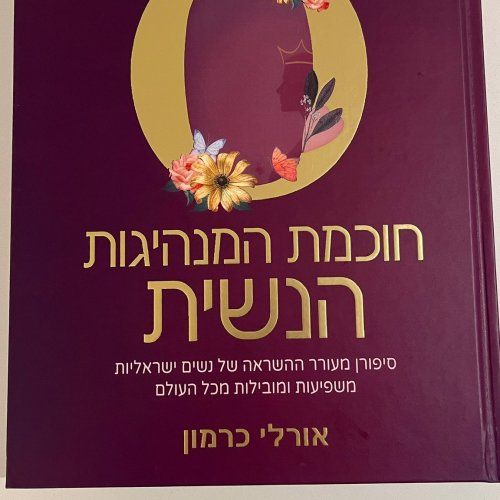 חוכמת המנהיגות
הנשית
סיפורן מעורר ההשראה של נשים ישראליות
משפיעות ומובילות מכל העולם
אורלי כרמון